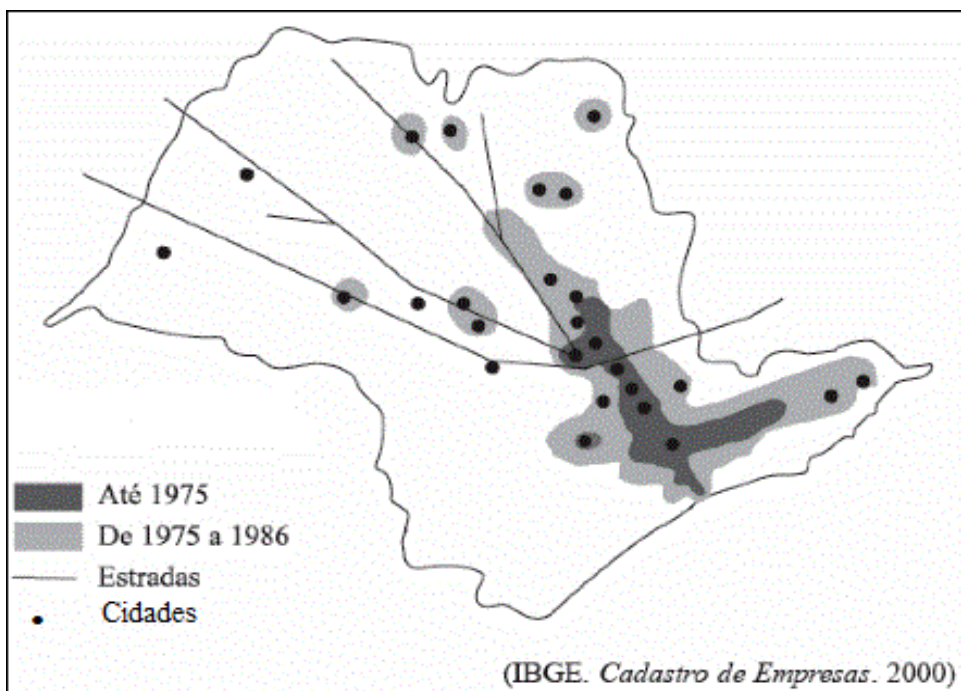 Até 1975
De 1975 a 1986
Estradas
Cidades
(IBGE. Cadastro de Empresas. 2000)